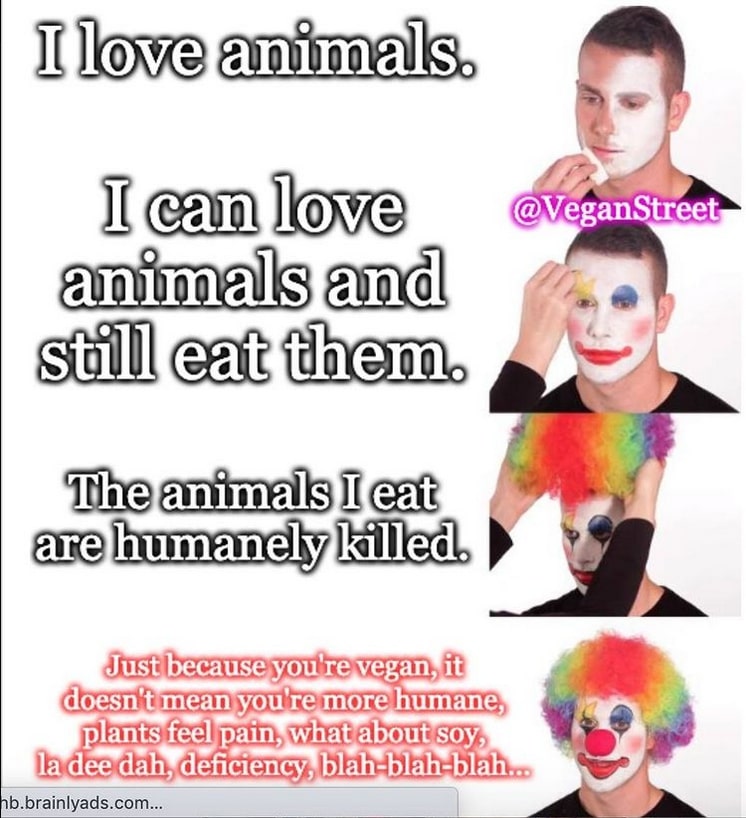 I love animals.
@VeganStreet
I can love
animals and
still eat them.
The animals I eat
are humanely killed.
Just because you're vegan, it
doesn't mean you're more humane,
plants feel pain, what about soy,
la dee dah, deficiency, blah-blah-blah...
hb.brainlyads.com...